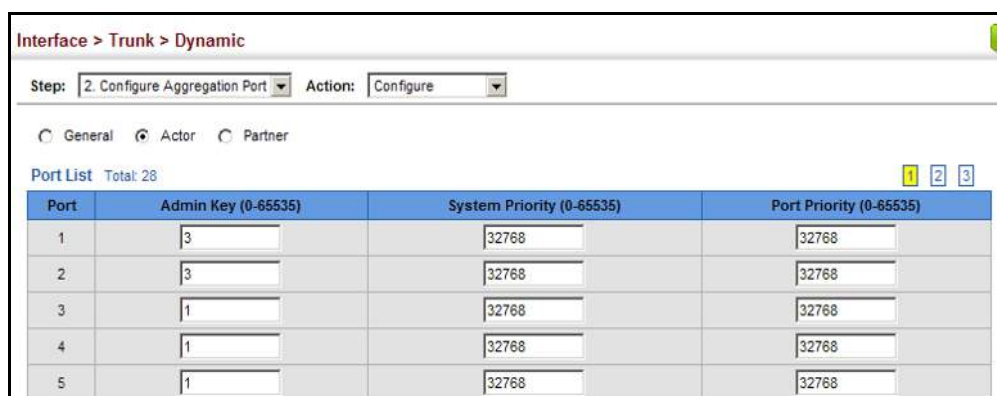 Interface > Trunk > Dynamic
Step: 2. Configure Aggregation Port Action: Configure
General Actor Partner
Port List Total: 28 1 2 3
Port Admin Key (0-65535) System Priority (0-65535) Port Priority (0-65535)
1 3 32768 32768
2 3 32768 32768
3 1 32768 32768
4 1 32768 32768
5 1 32768 32768